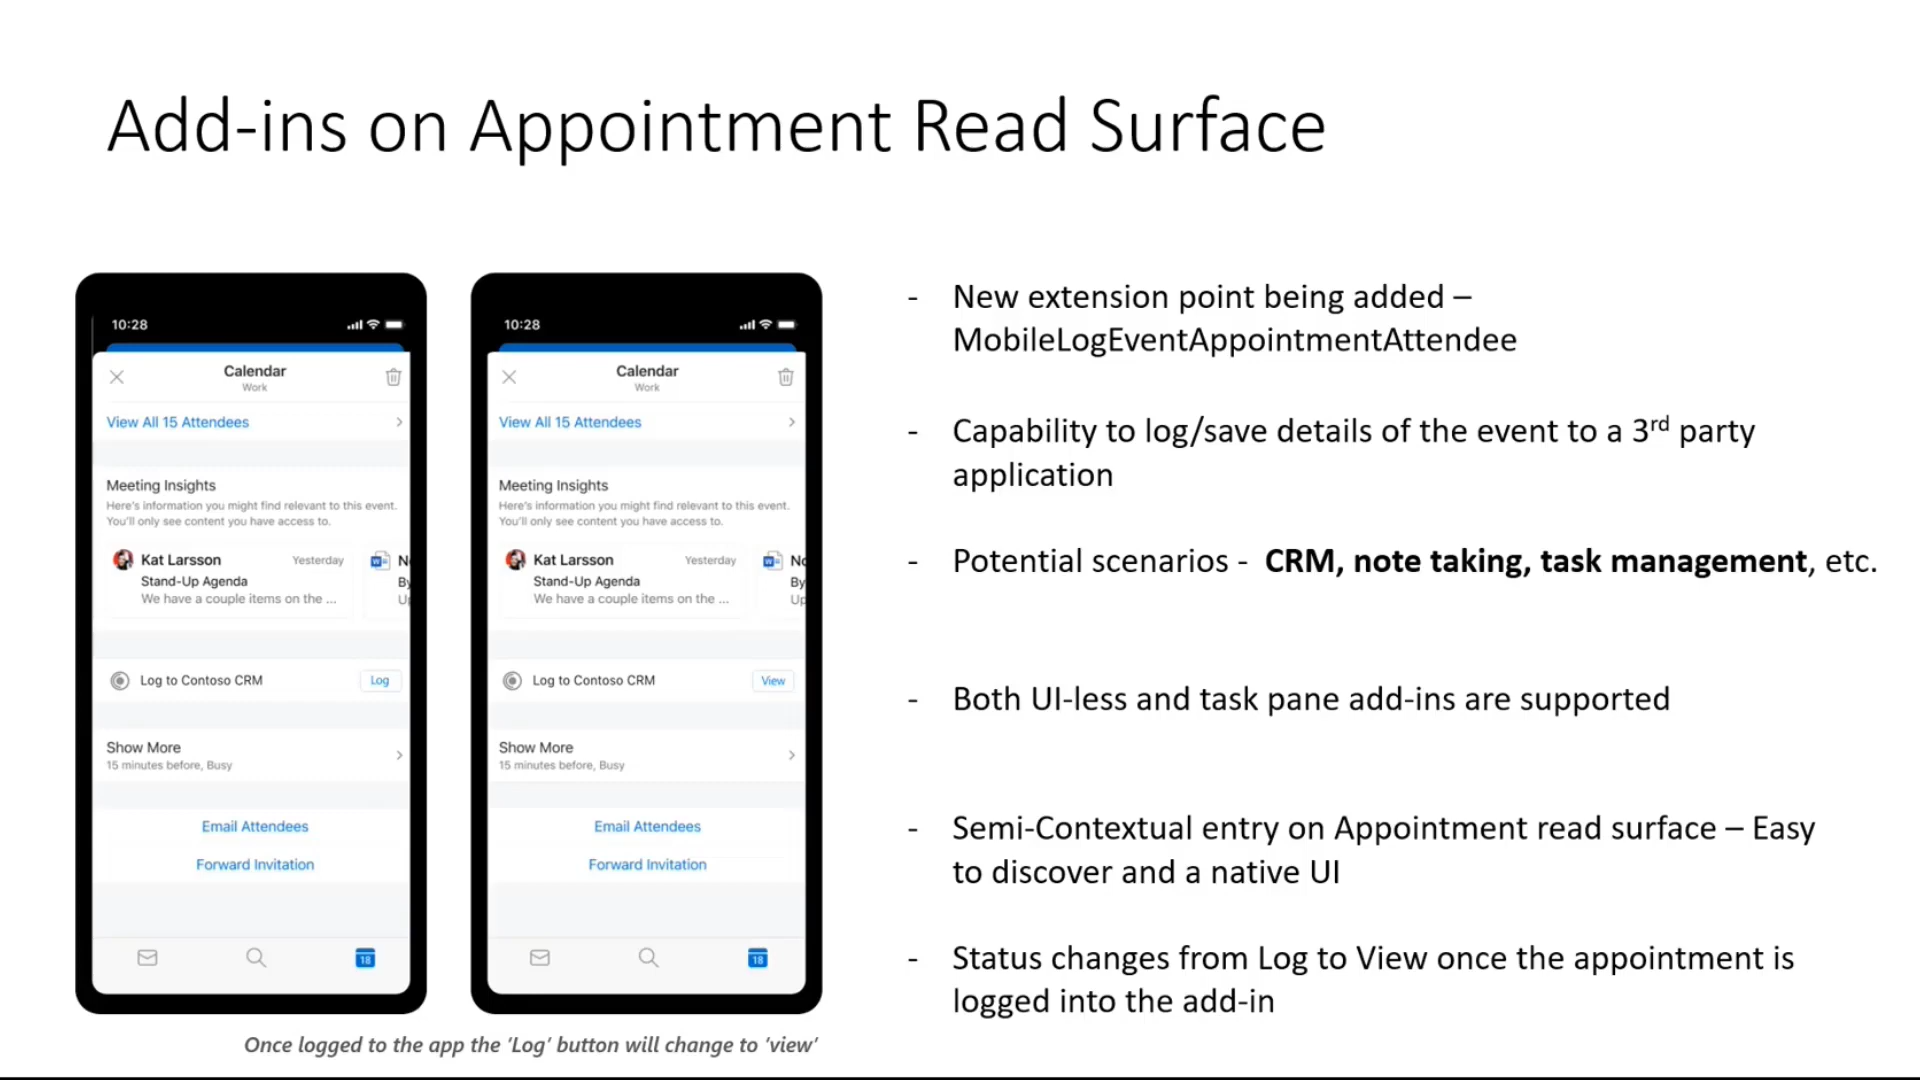 Add-ins on Appointment Read Surface
10:28
Calendar
Work
View All 15 Attendees
Meeting Insights
Here's information you might find relevant to this event.
You'll only see content you have access to.
Kat Larsson Yesterday
Stand-Up Agenda
We have a couple items on the ...
No
By
Up
Log to Contoso CRM Log
Show More
15 minutes before, Busy
Email Attendees
Forward Invitation
18
10:28
Calendar
Work
View All 15 Attendees
Meeting Insights
Here's information you might find relevant to this event.
You'll only see content you have access to.
Kat Larsson Yesterday
Stand-Up Agenda
We have a couple items on the ...
No
By
Up
Log to Contoso CRM View
Show More
15 minutes before, Busy
Email Attendees
Forward Invitation
18
Once logged to the app the 'Log' button will change to 'view'
- New extension point being added –
MobileLogEventAppointmentAttendee
- Capability to log/save details of the event to a 3rd party
application
- Potential scenarios - CRM, note taking, task management, etc.
- Both UI-less and task pane add-ins are supported
- Semi-Contextual entry on Appointment read surface – Easy
to discover and a native UI
- Status changes from Log to View once the appointment is
logged into the add-in